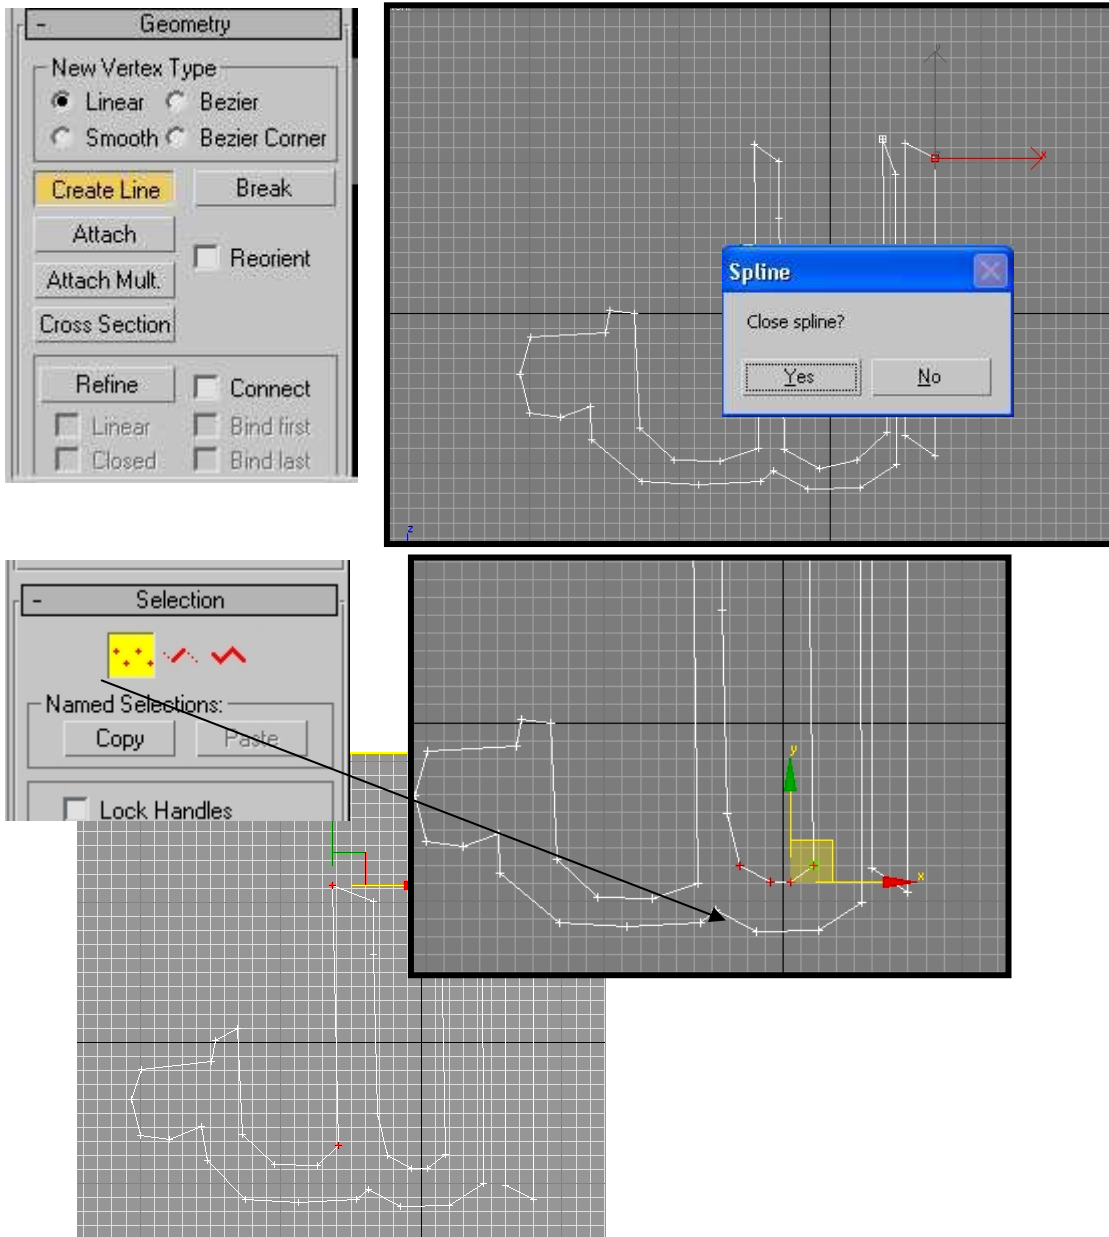 - Geometry
New Vertex Type
Linear Bezier
Smooth Bezier Corner
Create Line Break
Attach
Reorient
Attach Mult.
Cross Section
Refine Connect
Linear Bind first
Closed Bind last
x
Spline
Close spline?
Yes No
z
- Selection
Named Selections:
Copy Paste
Lock Handles
y
x